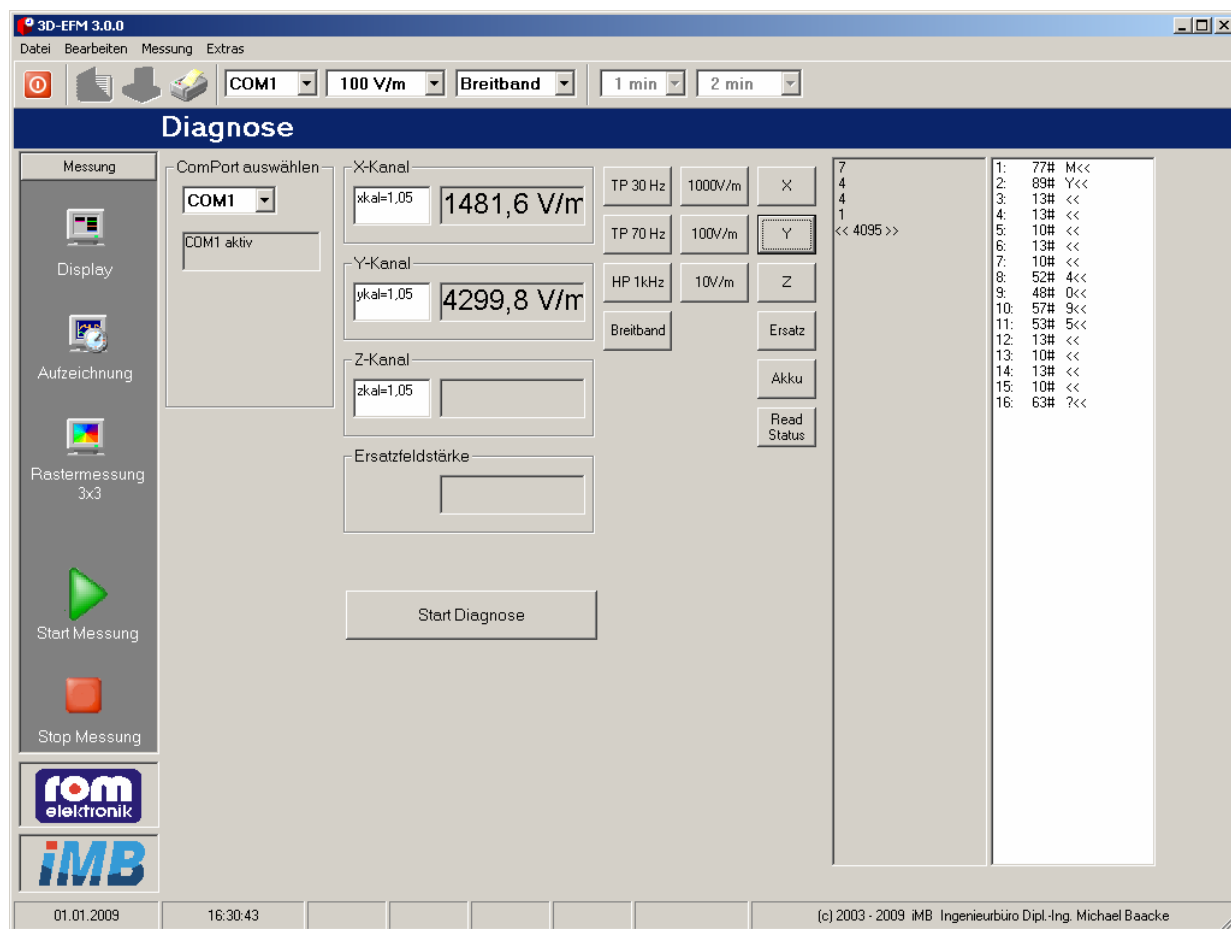 3D-EFM 3.0.0
Datei Bearbeiten Messung Extras
COM1 100 V/m Breitband 1 min 2 min
Diagnose
Messung
Display
Aufzeichnung
Rastermessung
3x3
Start Messung
Stop Messung
rom
elektronik
iMB
ComPort auswählen
COM1
COM1 aktiv
X-Kanal
xkal=1,05 1481,6 V/m
Y-Kanal
ykal=1,05 4299,8 V/m
Z-Kanal
zkal=1,05
Ersatzfeldstärke
Start Diagnose
TP 30 Hz 1000V/m X
TP 70 Hz 100V/m Y
HP 1kHz 10V/m Z
Breitband Ersatz
Akku
Read
Status
7
4
4
1
<< 4095 >>
1: 77# M<<
2: 89# Y<<
3: 13# <<
4: 13# <<
5: 10# <<
6: 13# <<
7: 10# <<
8: 52# 4<<
9: 48# 0<<
10: 57# 9<<
11: 53# 5<<
12: 13# <<
13: 10# <<
14: 13# <<
15: 10# <<
16: 63# ?<<
01.01.2009 16:30:43 (c) 2003 - 2009 iMB Ingenieurbüro Dipl.-Ing. Michael Baacke